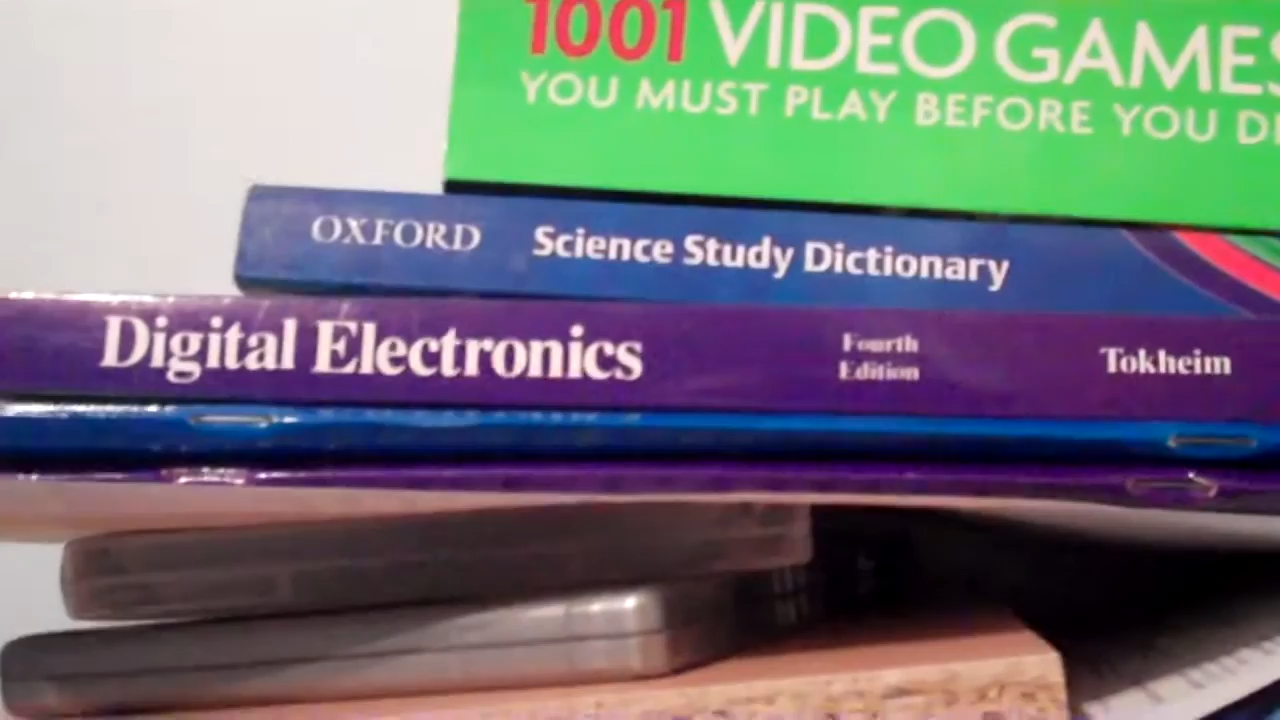 1001 VIDEO GAMES
YOU MUST PLAY BEFORE YOU
OXFORD Science Study Dictionary
Digital Electronics Fourth Edition Tokheim